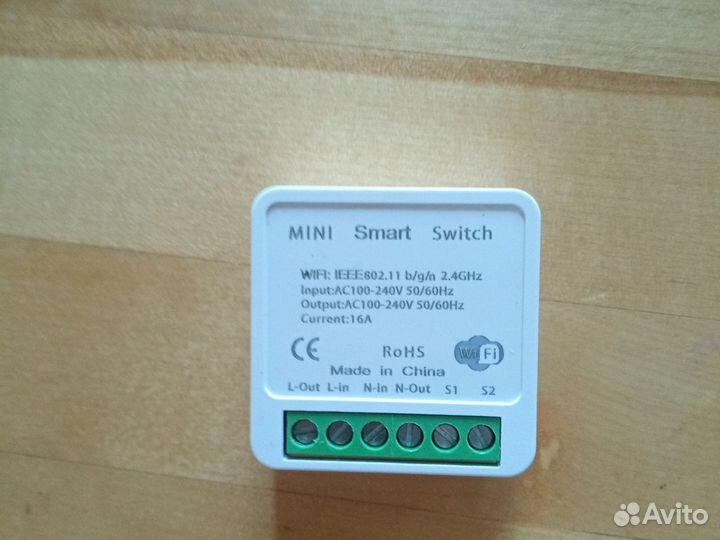 MINI Smart Switch
WIFI: IEEE802.11 b/g/n 2.4GHz
Input:AC100-240V 50/60Hz
Output:AC100-240V 50/60Hz
Current:16A
CE RoHS WiFi
Made in China
L-Out L-in N-in N-Out S1 S2
Avito